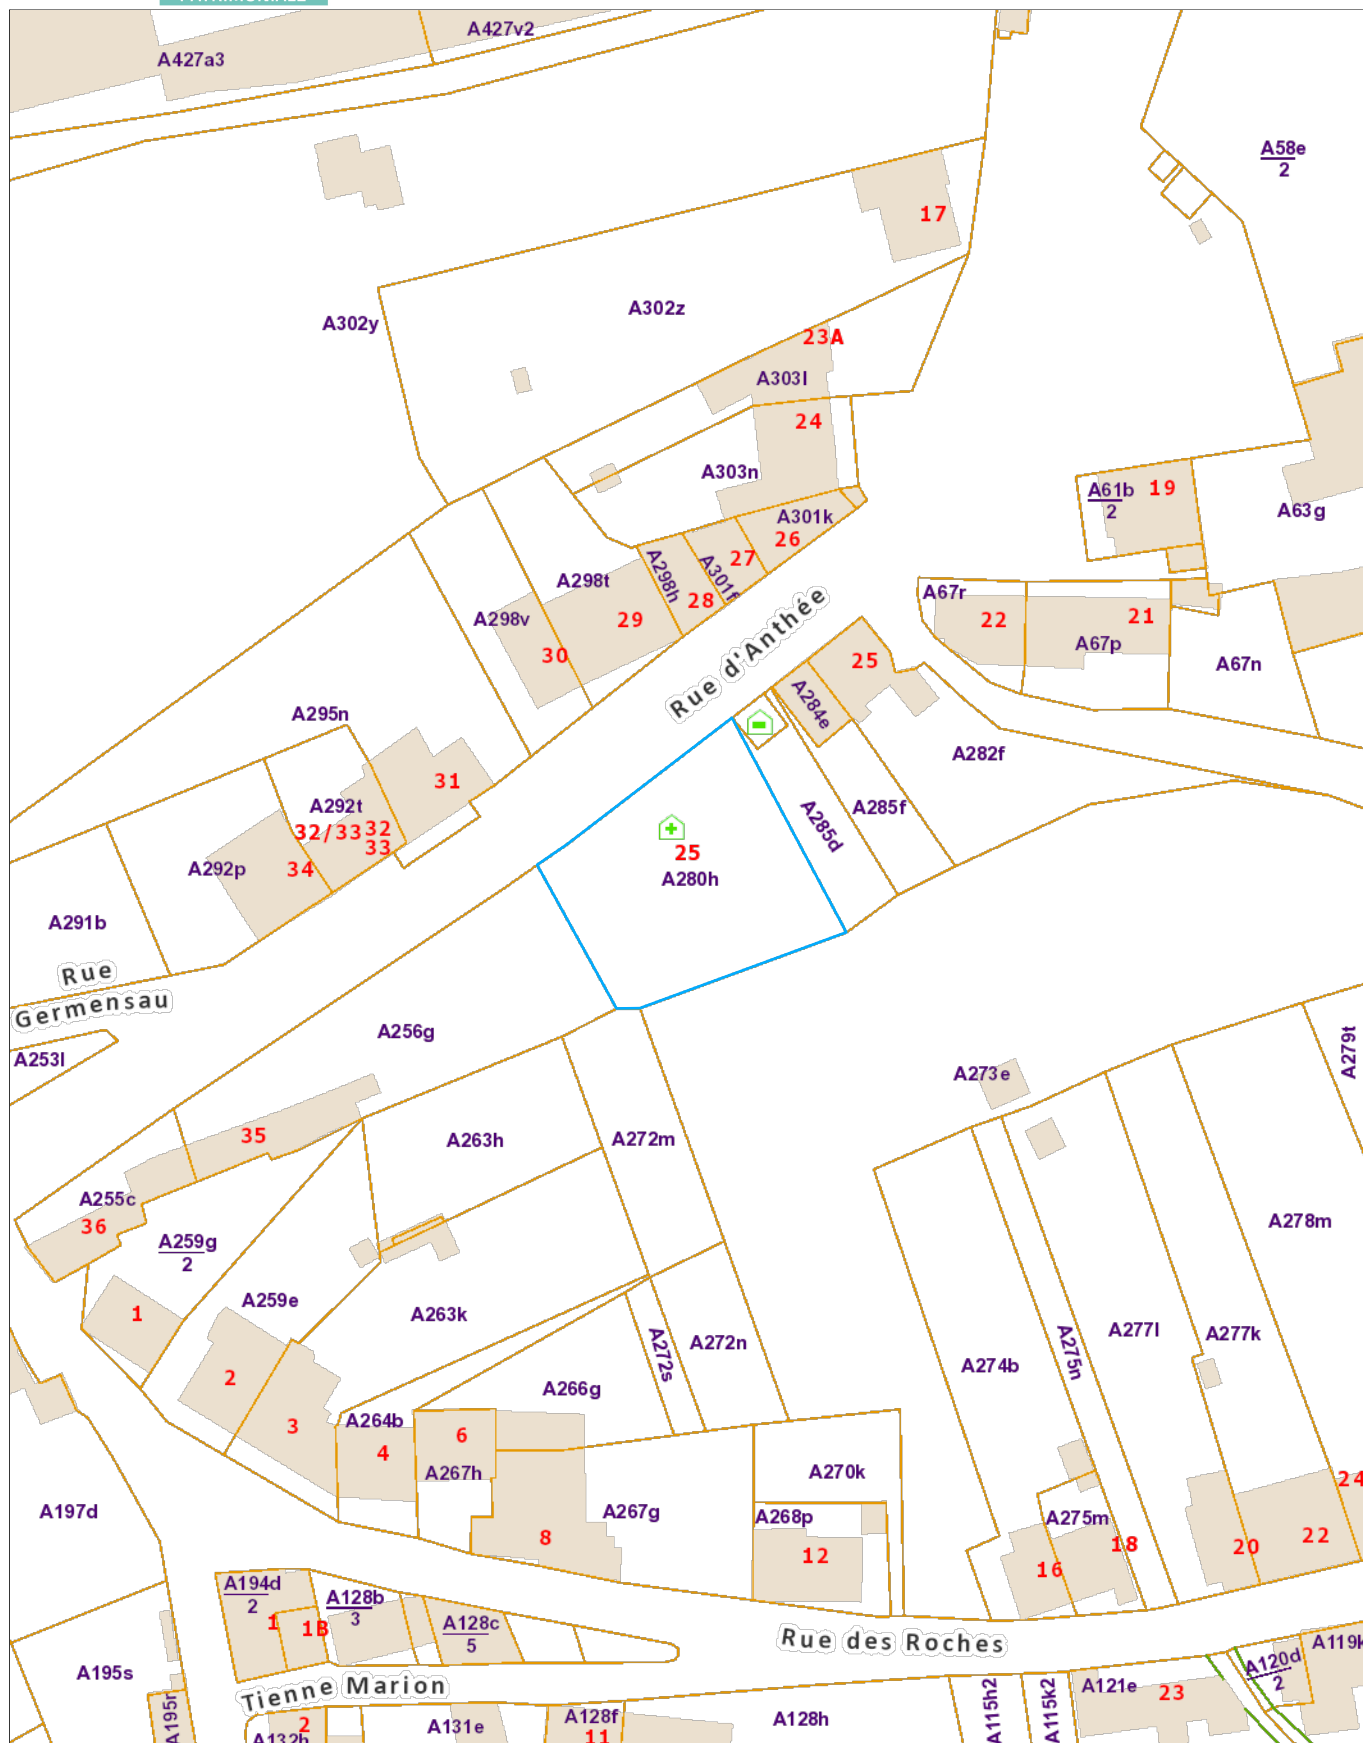 A427v2
A427a3
A58e
2
17
A302z
A302y
23A
A303l
24
A303n
A61b
2
19
A63g
A301k
26
27
A298h
A301f
A298t
28
29
A298v
30
Rue d'Anthée
A67r
22
21
A67p
A67n
25
A284e
A295n
A282f
31
A292t
32/33
32
33
A292p
34
A285d
A285f
25
A280h
A291b
Rue
Germensau
A253l
A256g
A279t
A273e
35
A263h
A272m
A255c
36
A259g
2
A278m
A259e
1
A263k
A277l
A277k
A272s
A272n
A275n
A274b
2
A266g
3
A264b
4
6
A267h
A270k
24
A197d
A267g
A268p
A275m
8
12
16
18
20
22
A194d
2
1
1B
A128b
3
A128c
5
Rue des Roches
A119k
A120d
2
A195s
A195r
Tienne Marion
A121e
23
A115h2
A115k2
2
A132h
A131e
A128f
11
A128h